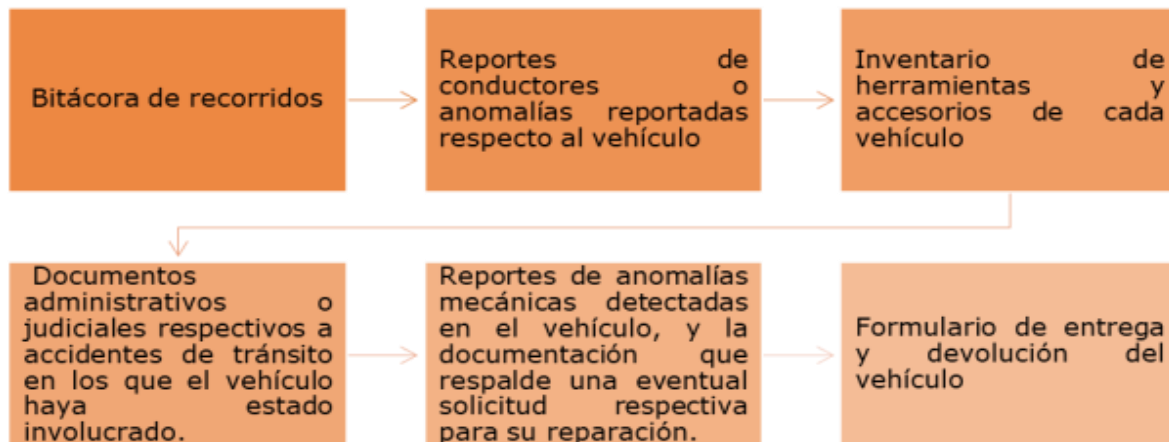 Bitácora de recorridos
Reportes de
conductores o
anomalías reportadas
respecto al vehículo
Inventario de
herramientas y
accesorios de cada
vehículo
Documentos
administrativos o
judiciales respectivos a
accidentes de tránsito
en los que el vehículo
haya estado
involucrado.
Reportes de anomalías
mecánicas detectadas
en el vehículo, y la
documentación que
respalde una eventual
solicitud respectiva
para su reparación.
Formulario de entrega
y devolución del
vehículo